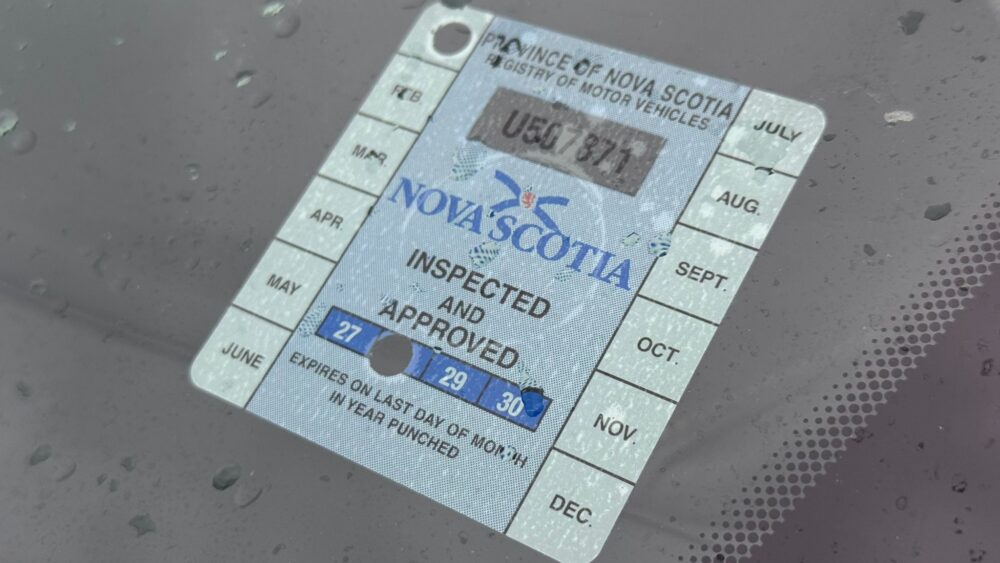 PROVINCE OF NOVA SCOTIA
REGISTRY OF MOTOR VEHICLES
U507871
NOVA SCOTIA
INSPECTED
AND
APPROVED
27 29 30
EXPIRES ON LAST DAY OF MONTH
IN YEAR PUNCHED
FEB.
MAR.
APR.
MAY
JUNE
JULY
AUG.
SEPT.
OCT.
NOV.
DEC.